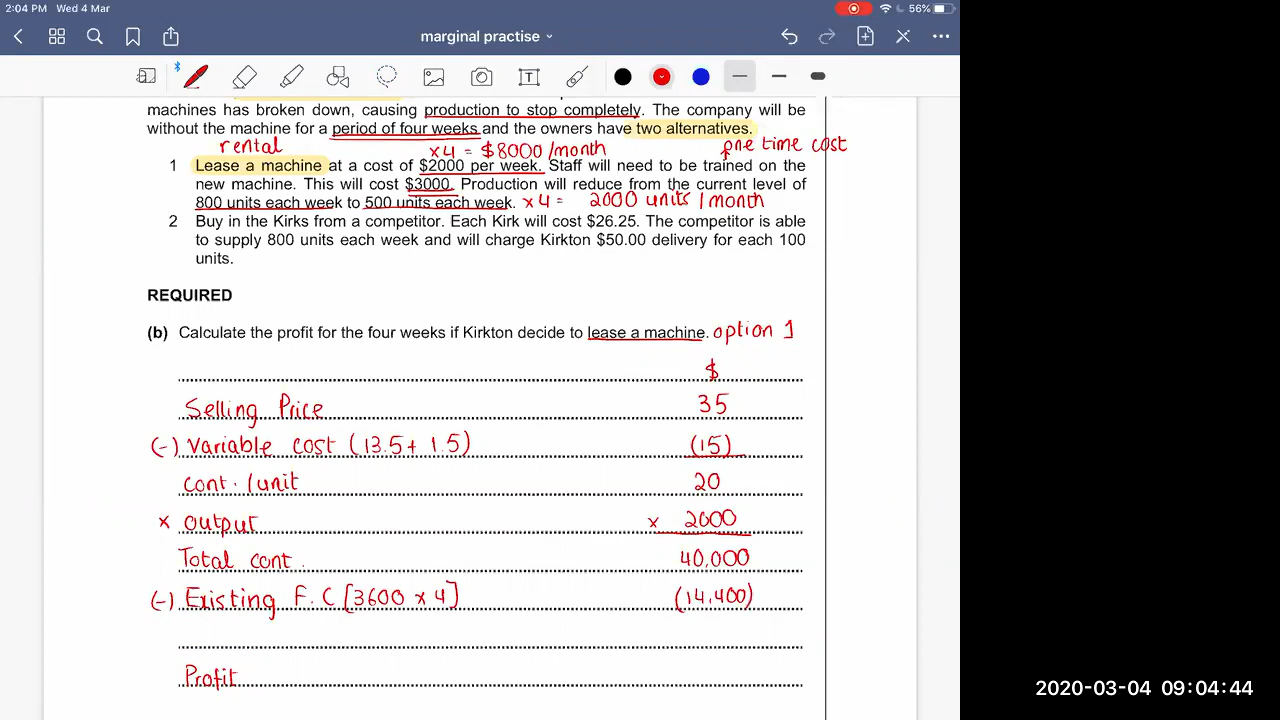 2:04 PM Wed 4 Mar
56%
marginal practise
machines has broken down, causing production to stop completely. The company will be
without the machine for a period of four weeks and the owners have two alternatives.
rental ×4 = $8000/month one time cost
1 Lease a machine at a cost of $2000 per week. Staff will need to be trained on the
new machine. This will cost $3000. Production will reduce from the current level of
800 units each week to 500 units each week. ×4 = 2000 units/month
2 Buy in the Kirks from a competitor. Each Kirk will cost $26.25. The competitor is able
to supply 800 units each week and will charge Kirkton $50.00 delivery for each 100
units.
REQUIRED
(b) Calculate the profit for the four weeks if Kirkton decide to lease a machine. option 1
$
Selling Price 35
(-) Variable cost (13.5 + 1.5) (15)
cont./unit 20
× output × 2000
Total cont. 40,000
(-) Existing F.C [3600 × 4] (14,400)
Profit
2020-03-04 09:04:44